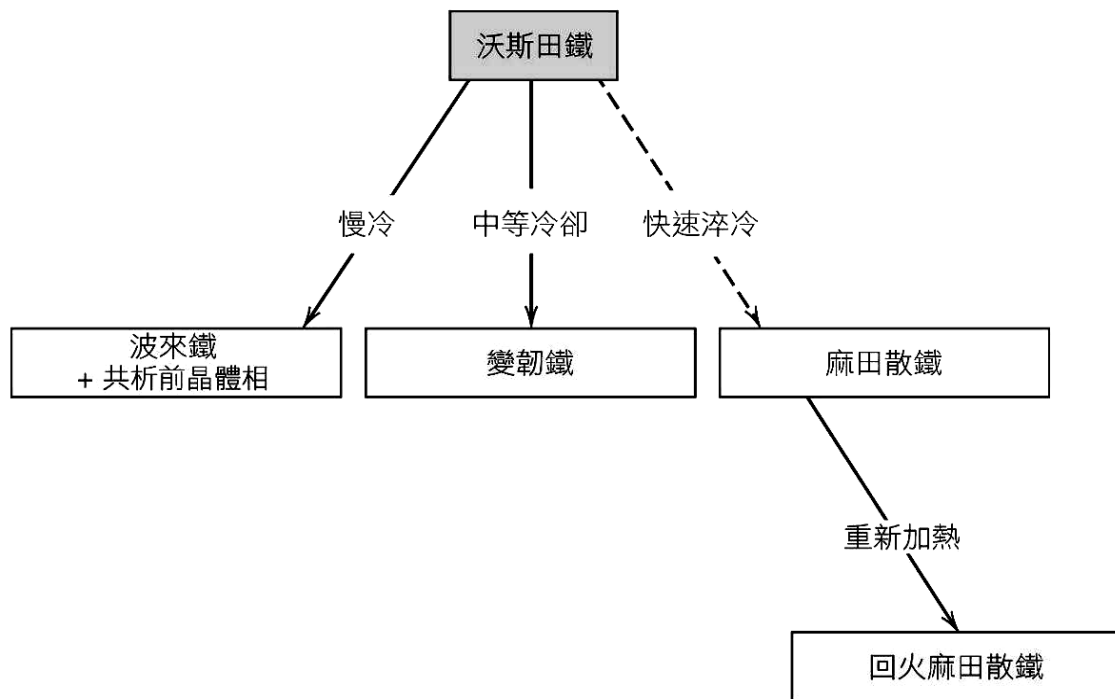 沃斯田鐵
慢冷
中等冷卻
快速淬冷
波來鐵
+ 共析前晶體相
變韌鐵
麻田散鐵
重新加熱
回火麻田散鐵